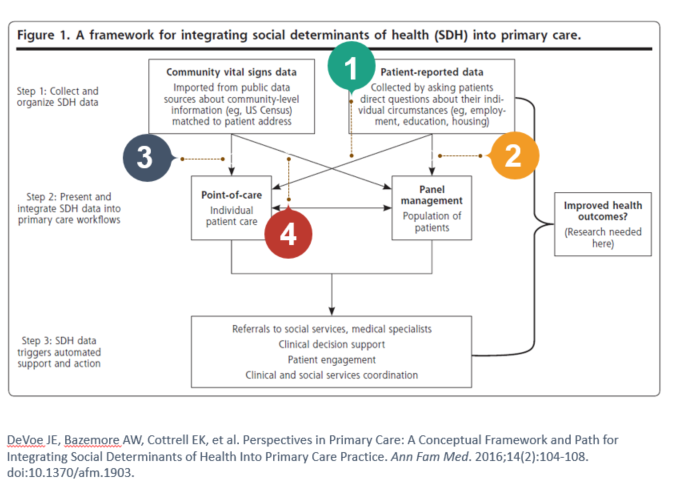 Figure 1. A framework for integrating social determinants of health (SDH) into primary care.
Step 1: Collect and
organize SDH data
Community vital signs data
Imported from public data
sources about community-level
information (eg, US Census)
matched to patient address
1
Patient-reported data
Collected by asking patients
direct questions about their indi-
vidual circumstances (eg, employ-
ment, education, housing)
3
2
Step 2: Present and
integrate SDH data into
primary care workflows
Point-of-care
Individual
patient care
4
Panel
management
Population of
patients
Improved health
outcomes?
(Research needed
here)
Step 3: SDH data
triggers automated
support and action
Referrals to social services, medical specialists
Clinical decision support
Patient engagement
Clinical and social services coordination
DeVoe JE, Bazemore AW, Cottrell EK, et al. Perspectives in Primary Care: A Conceptual Framework and Path for
Integrating Social Determinants of Health Into Primary Care Practice. Ann Fam Med. 2016;14(2):104-108.
doi:10.1370/afm.1903.